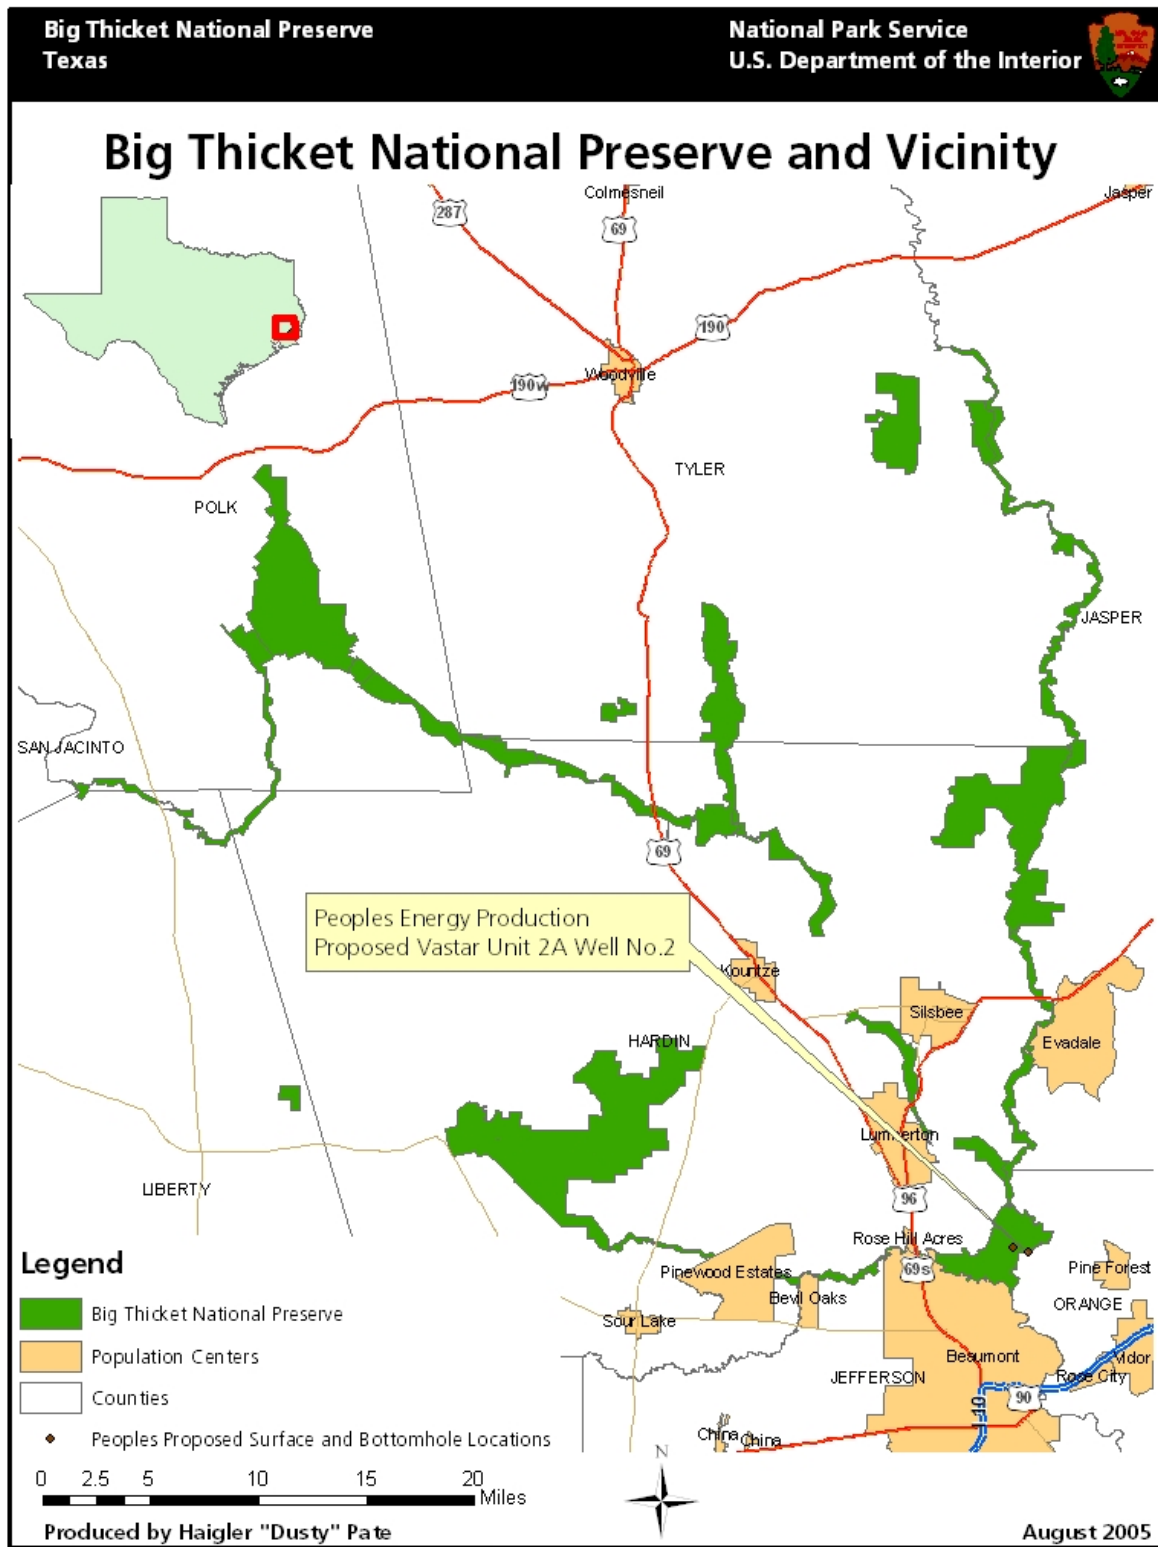 Big Thicket National Preserve
Texas
National Park Service
U.S. Department of the Interior
Big Thicket National Preserve and Vicinity
Colmesneil
Jasper
287
69
190
190w
Woodville
TYLER
POLK
JASPER
SAN JACINTO
69
Peoples Energy Production
Proposed Vastar Unit 2A Well No.2
Kountze
Silsbee
HARDIN
Evadale
Lumberton
LIBERTY
96
Rose Hill Acres
69s
Pinewood Estates
Pine Forest
Bevil Oaks
ORANGE
Sour Lake
Beaumont
Vidor
JEFFERSON
Rose City
90
10
China
China
Legend
Big Thicket National Preserve
Population Centers
Counties
Peoples Proposed Surface and Bottomhole Locations
0 2.5 5 10 15 20
Miles
N
Produced by Haigler "Dusty" Pate
August 2005